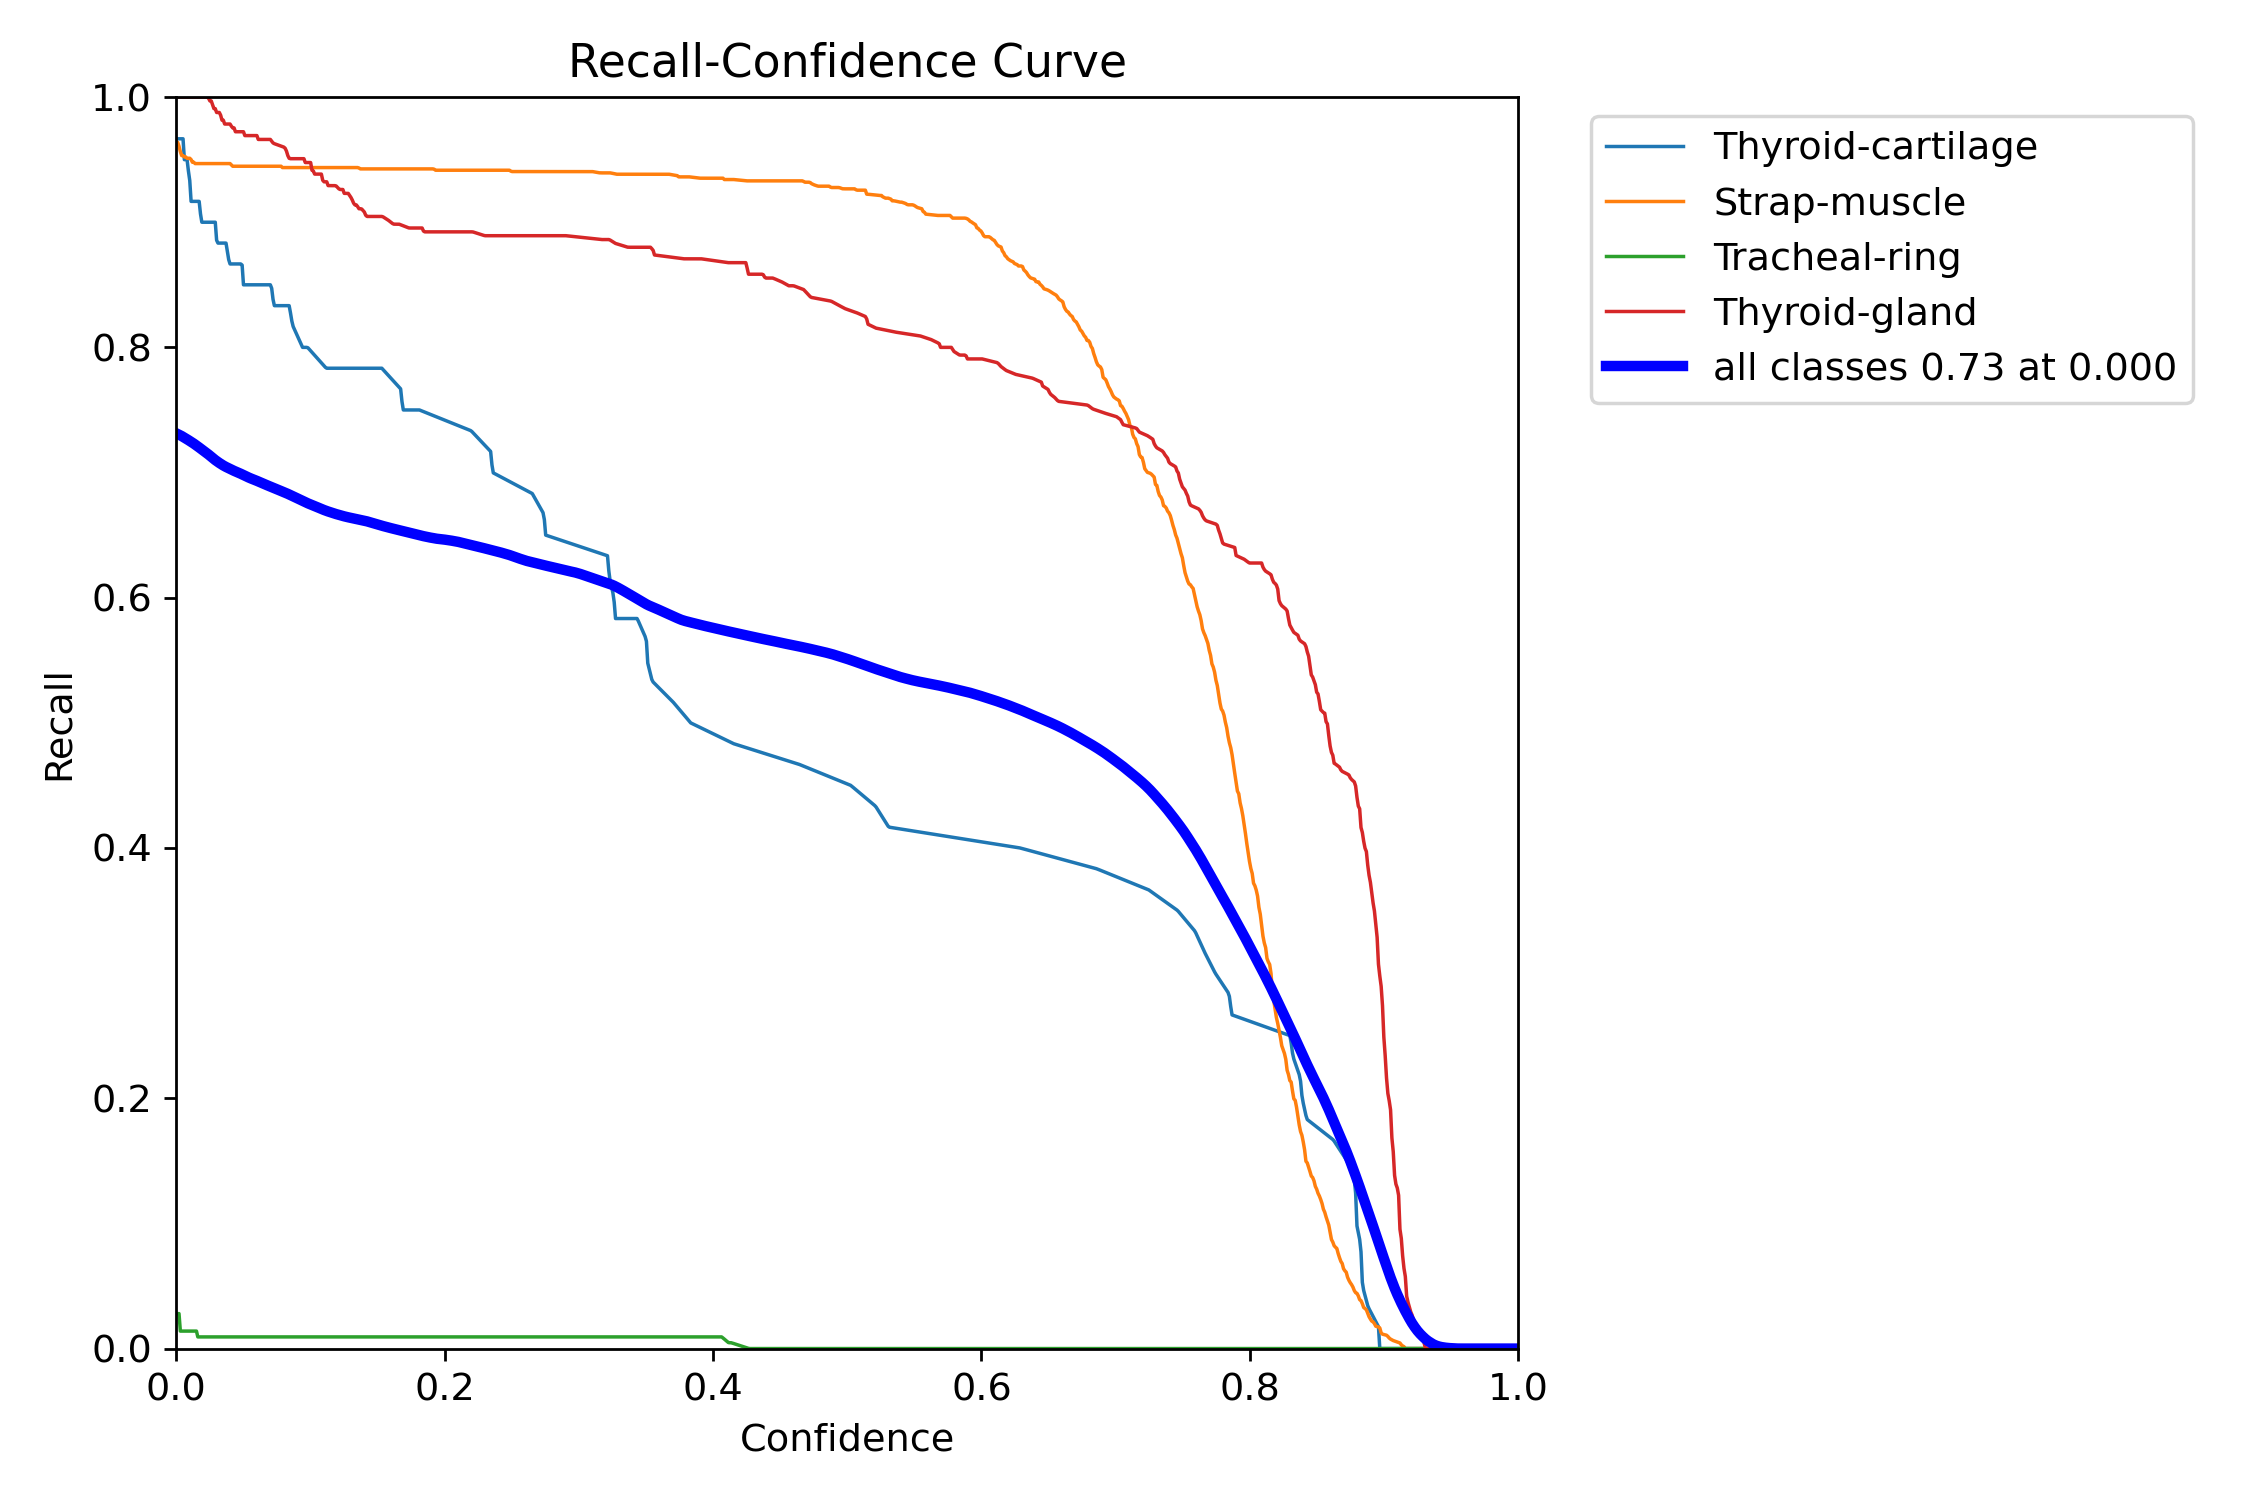 Recall-Confidence Curve
1.0
0.8
0.6
0.4
0.2
0.0
Recall
0.0 0.2 0.4 0.6 0.8 1.0
Confidence
Thyroid-cartilage
Strap-muscle
Tracheal-ring
Thyroid-gland
all classes 0.73 at 0.000